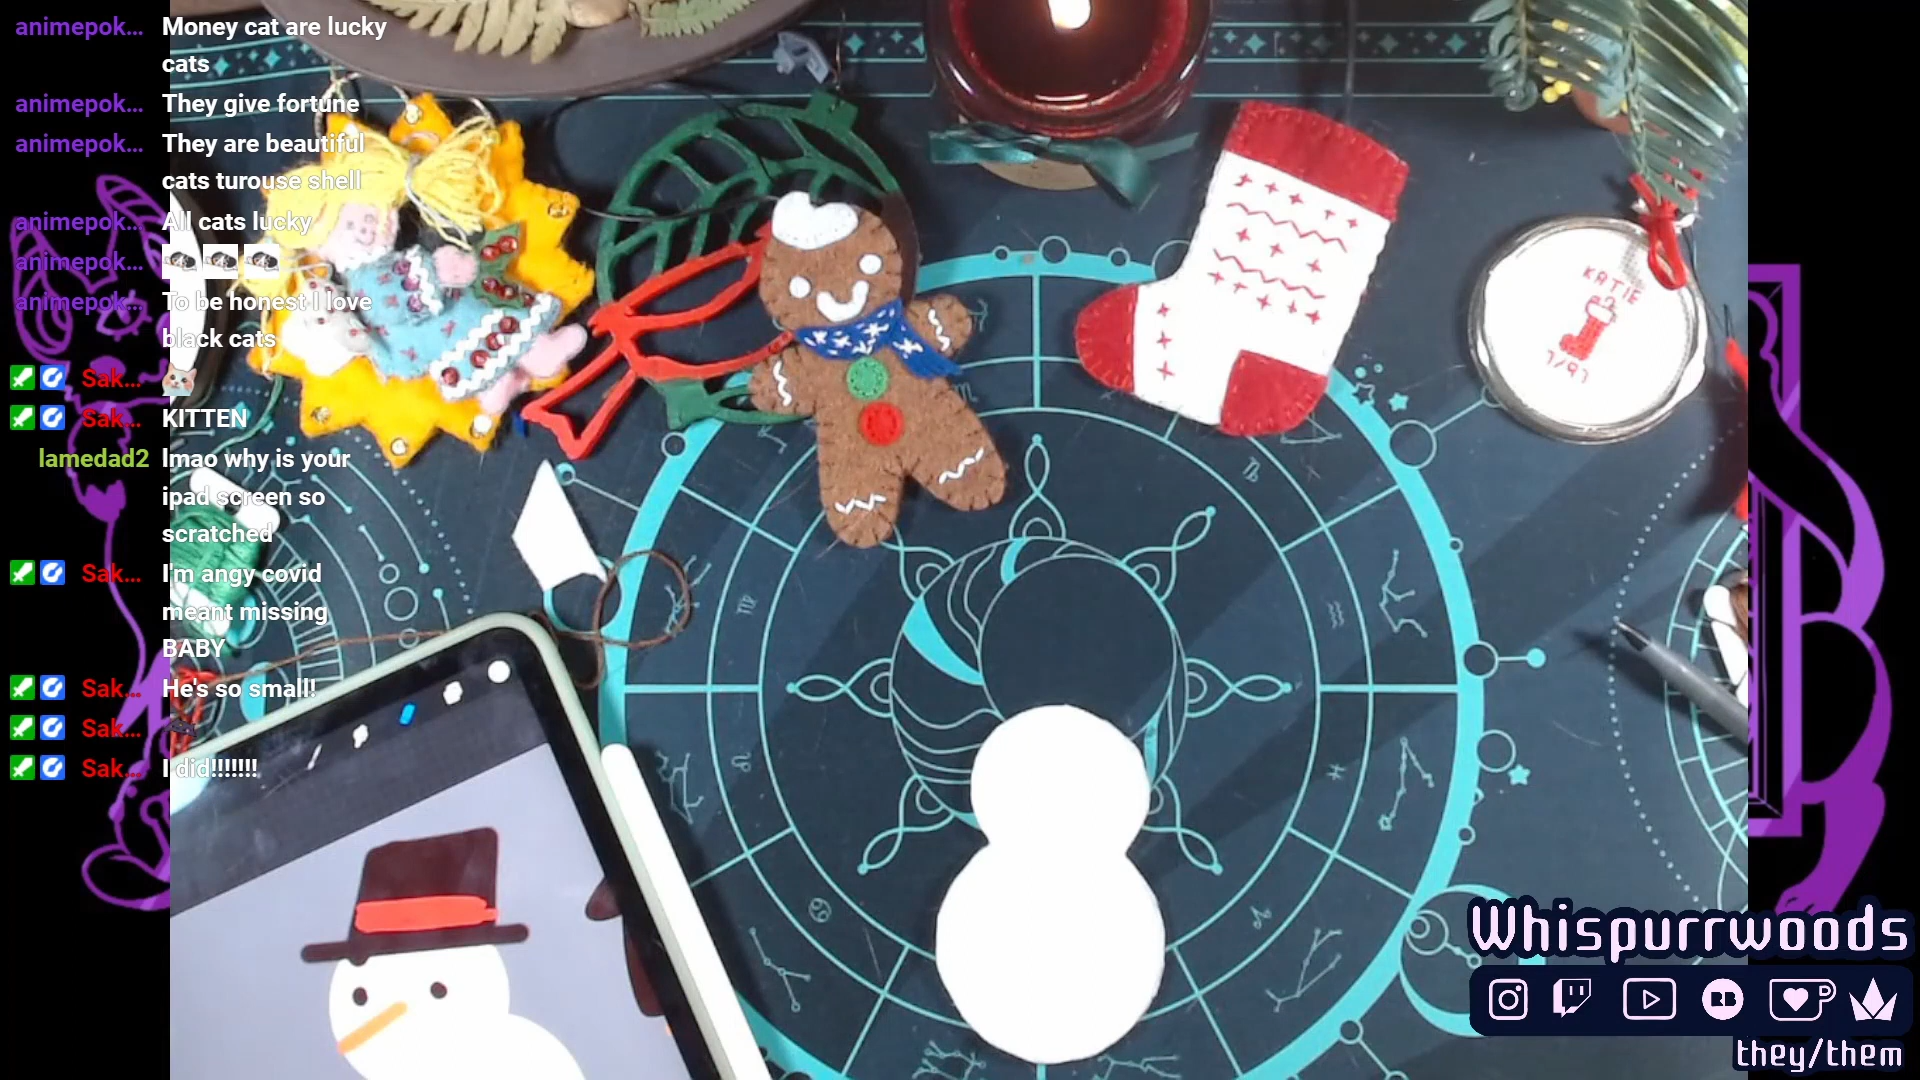 animepok... Money cat are lucky
cats
animepok... They give fortune
animepok... They are beautiful
cats turouse shell
animepok... All cats lucky
animepok...
animepok... To be honest I love
black cats
Sak...
Sak... KITTEN
lamedad2 lmao why is your
ipad screen so
scratched
Sak... I'm angy covid
meant missing
BABY
Sak... He's so small!
Sak...
Sak... I did!!!!!!!
KATIE
1/97
Whispurrwoods
they/them